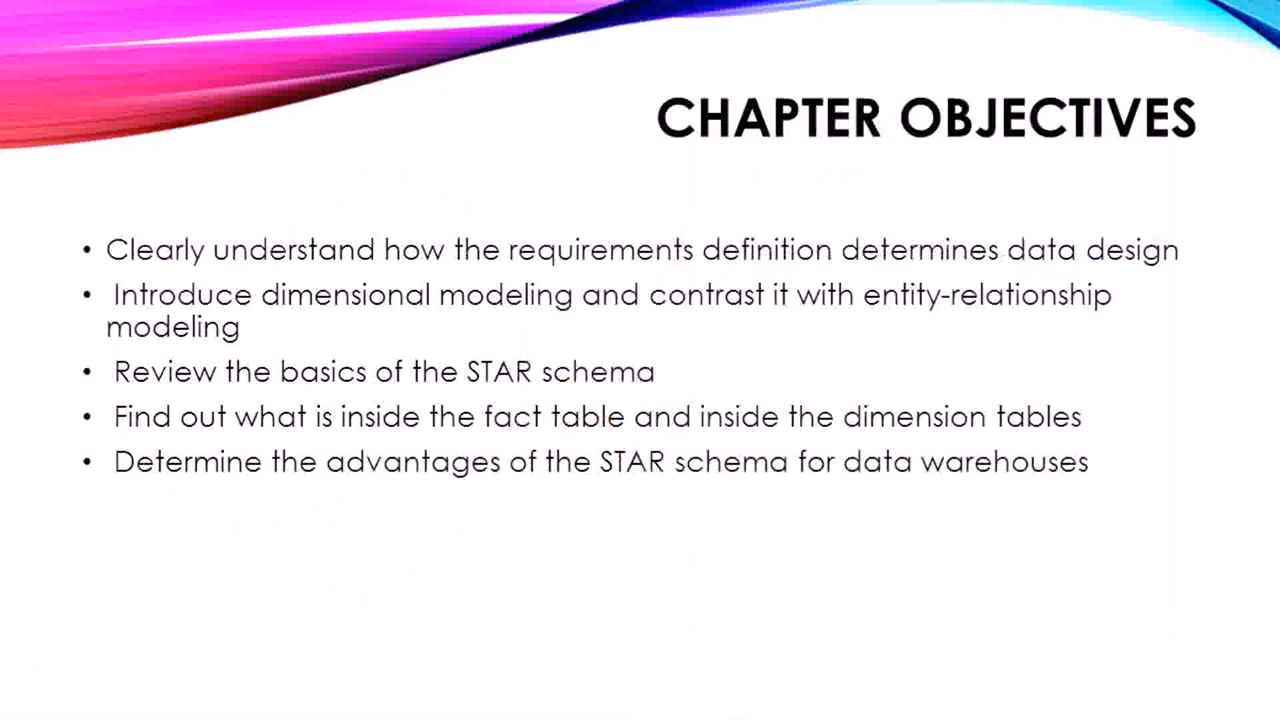 CHAPTER OBJECTIVES
• Clearly understand how the requirements definition determines data design
• Introduce dimensional modeling and contrast it with entity-relationship
modeling
• Review the basics of the STAR schema
• Find out what is inside the fact table and inside the dimension tables
• Determine the advantages of the STAR schema for data warehouses